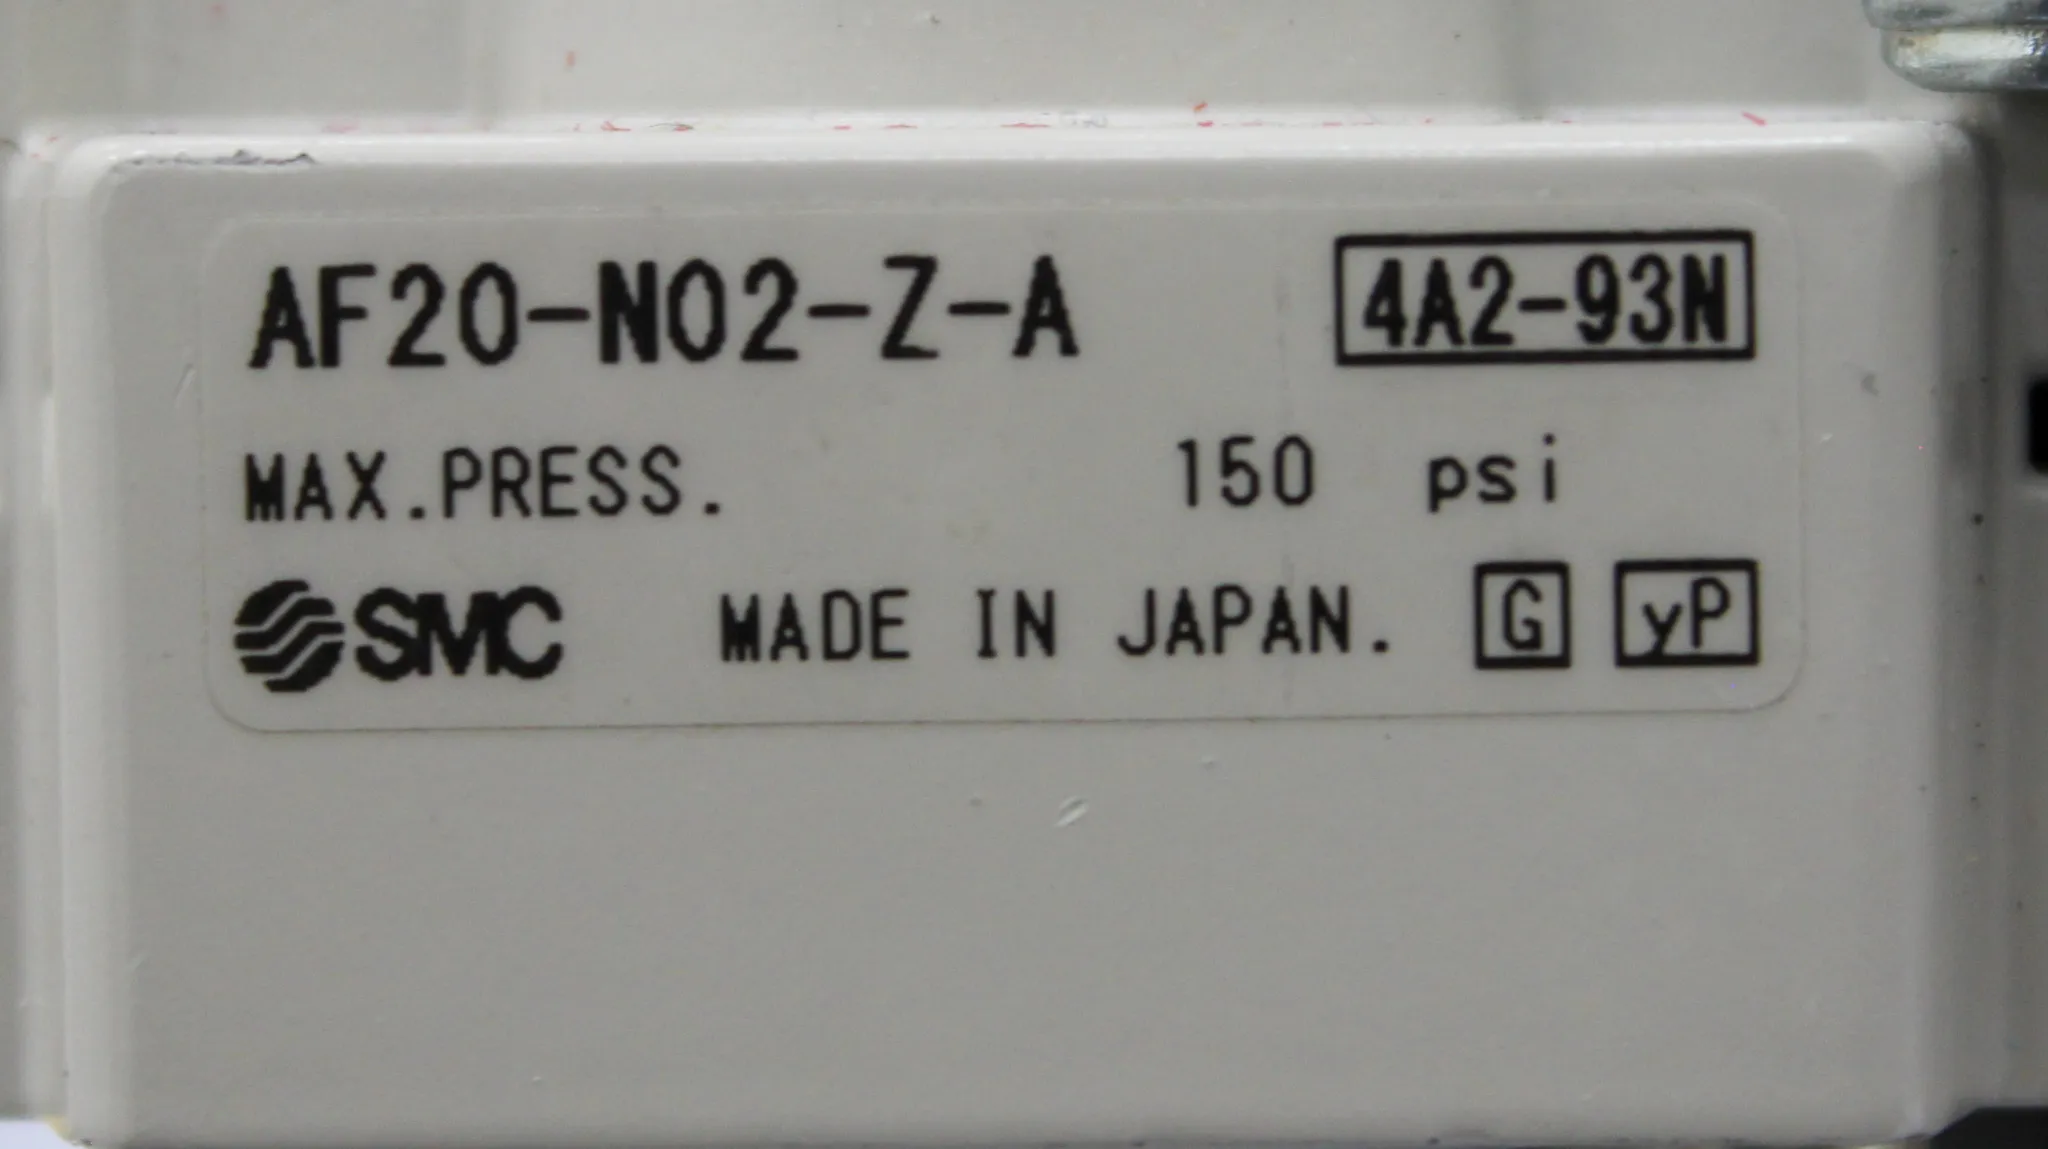 AF20-N02-Z-A 4A2-93N
MAX.PRESS. 150 psi
SMC MADE IN JAPAN. G yP